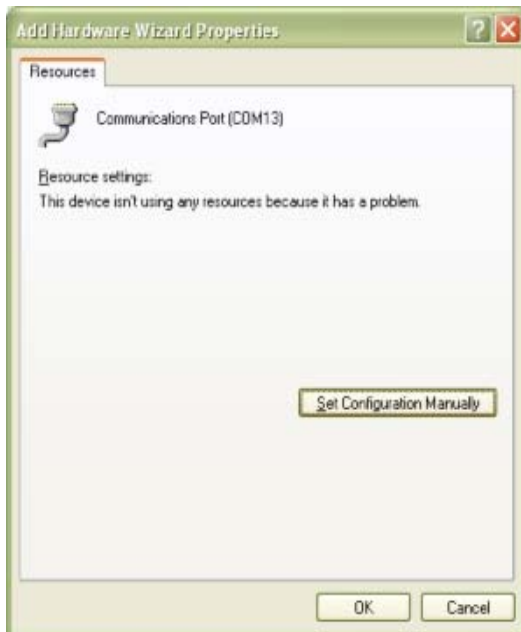 Add Hardware Wizard Properties
Resources
Communications Port (COM13)
Resource settings:
This device isn't using any resources because it has a problem.
Set Configuration Manually
OK
Cancel